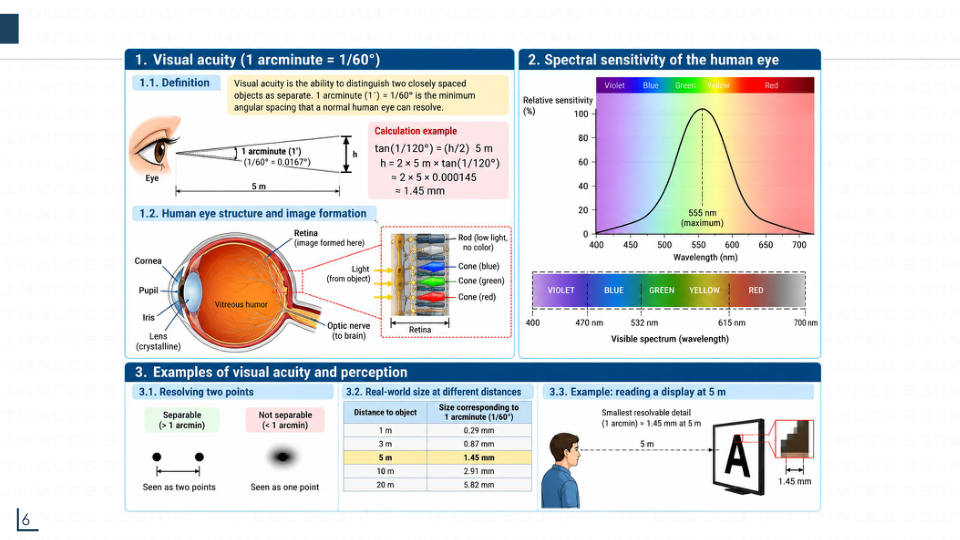 1. Visual acuity (1 arcminute = 1/60°)
1.1. Definition
Visual acuity is the ability to distinguish two closely spaced
objects as separate. 1 arcminute (1′) = 1/60° is the minimum
angular spacing that a normal human eye can resolve.
Eye
1 arcminute (1′)
(1/60° = 0.0167°)
h
5 m
Calculation example
tan(1/120°) = (h/2) 5 m
h = 2 × 5 m × tan(1/120°)
≈ 2 × 5 × 0.000145
≈ 1.45 mm
1.2. Human eye structure and image formation
Cornea
Pupil
Iris
Lens
(crystalline)
Vitreous humor
Retina
(image formed here)
Optic nerve
(to brain)
Light
(from object)
Rod (low light,
no color)
Cone (blue)
Cone (green)
Cone (red)
Retina
2. Spectral sensitivity of the human eye
Relative sensitivity
(%)
Violet Blue Green Yellow Red
100
80
60
40
20
0
555 nm
(maximum)
400 450 500 550 600 650 700
Wavelength (nm)
VIOLET BLUE GREEN YELLOW RED
400 470 nm 532 nm 615 nm 700 nm
Visible spectrum (wavelength)
3. Examples of visual acuity and perception
3.1. Resolving two points
Separable
(> 1 arcmin)
Not separable
(< 1 arcmin)
Seen as two points
Seen as one point
3.2. Real-world size at different distances
Distance to object Size corresponding to
1 arcminute (1/60°)
1 m 0.29 mm
3 m 0.87 mm
5 m 1.45 mm
10 m 2.91 mm
20 m 5.82 mm
3.3. Example: reading a display at 5 m
Smallest resolvable detail
(1 arcmin) ≈ 1.45 mm at 5 m
5 m
A
1.45 mm
6